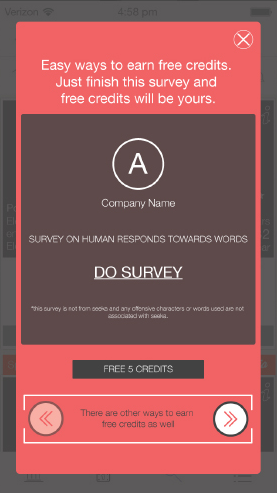 Verizon 4:56 pm
Easy ways to earn free credits.
Just finish this survey and
free credits will be yours.
A
Company Name
SURVEY ON HUMAN RESPONDS TOWARDS WORDS
DO SURVEY
*this survey is not from seeka and any offensive characters or words used are not
associated with seeka.
FREE 5 CREDITS
There are other ways to earn
free credits as well